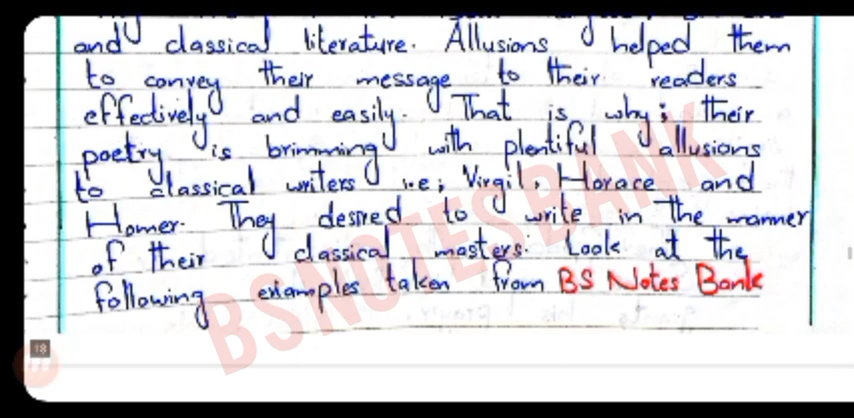 and classical literature. Allusions helped them
to convey their message to their readers
effectively and easily. That is why; their
poetry is brimming with plentiful allusions
to classical writers i.e; Virgil, Horace and
Homer. They desired to write in the manner
of their classical masters. Look at the
following examples taken from BS Notes Bank
BSNOTESBANK
18